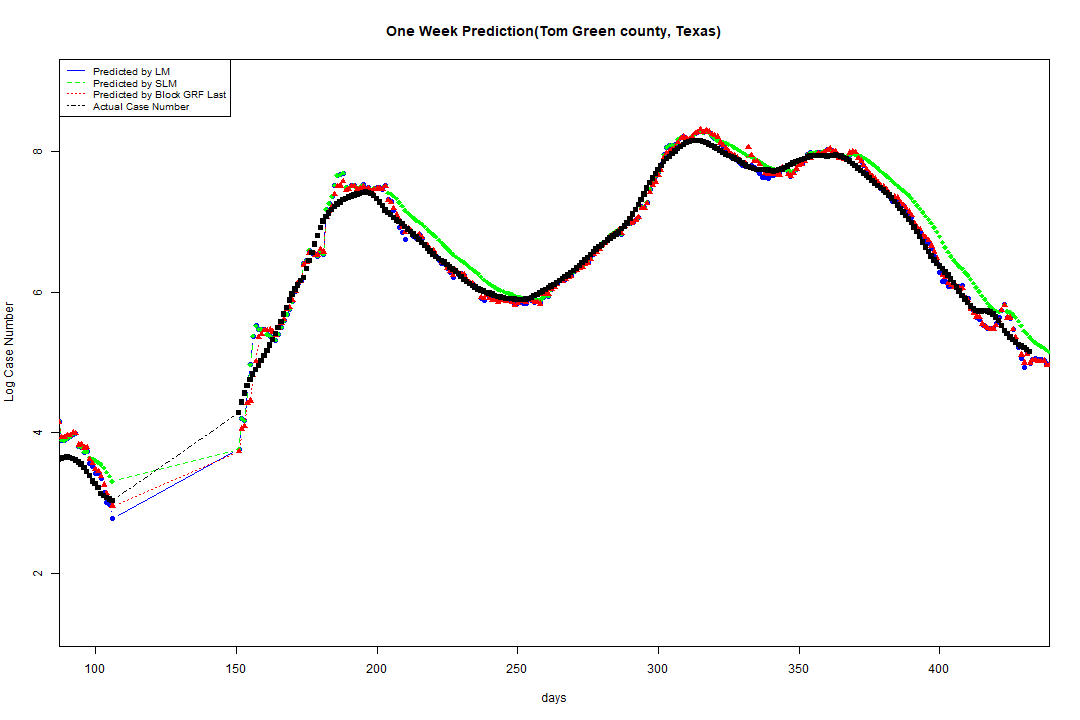 One Week Prediction(Tom Green county, Texas)
Predicted by LM
Predicted by SLM
Predicted by Block GRF Last
Actual Case Number
8
6
4
2
Log Case Number
100 150 200 250 300 350 400
days